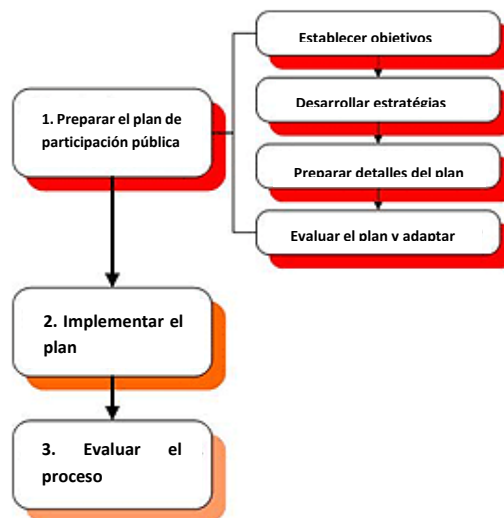 1. Preparar el plan de
participación pública
Establecer objetivos
Desarrollar estratégias
Preparar detalles del plan
Evaluar el plan y adaptar
2. Implementar el
plan
3. Evaluar el
proceso